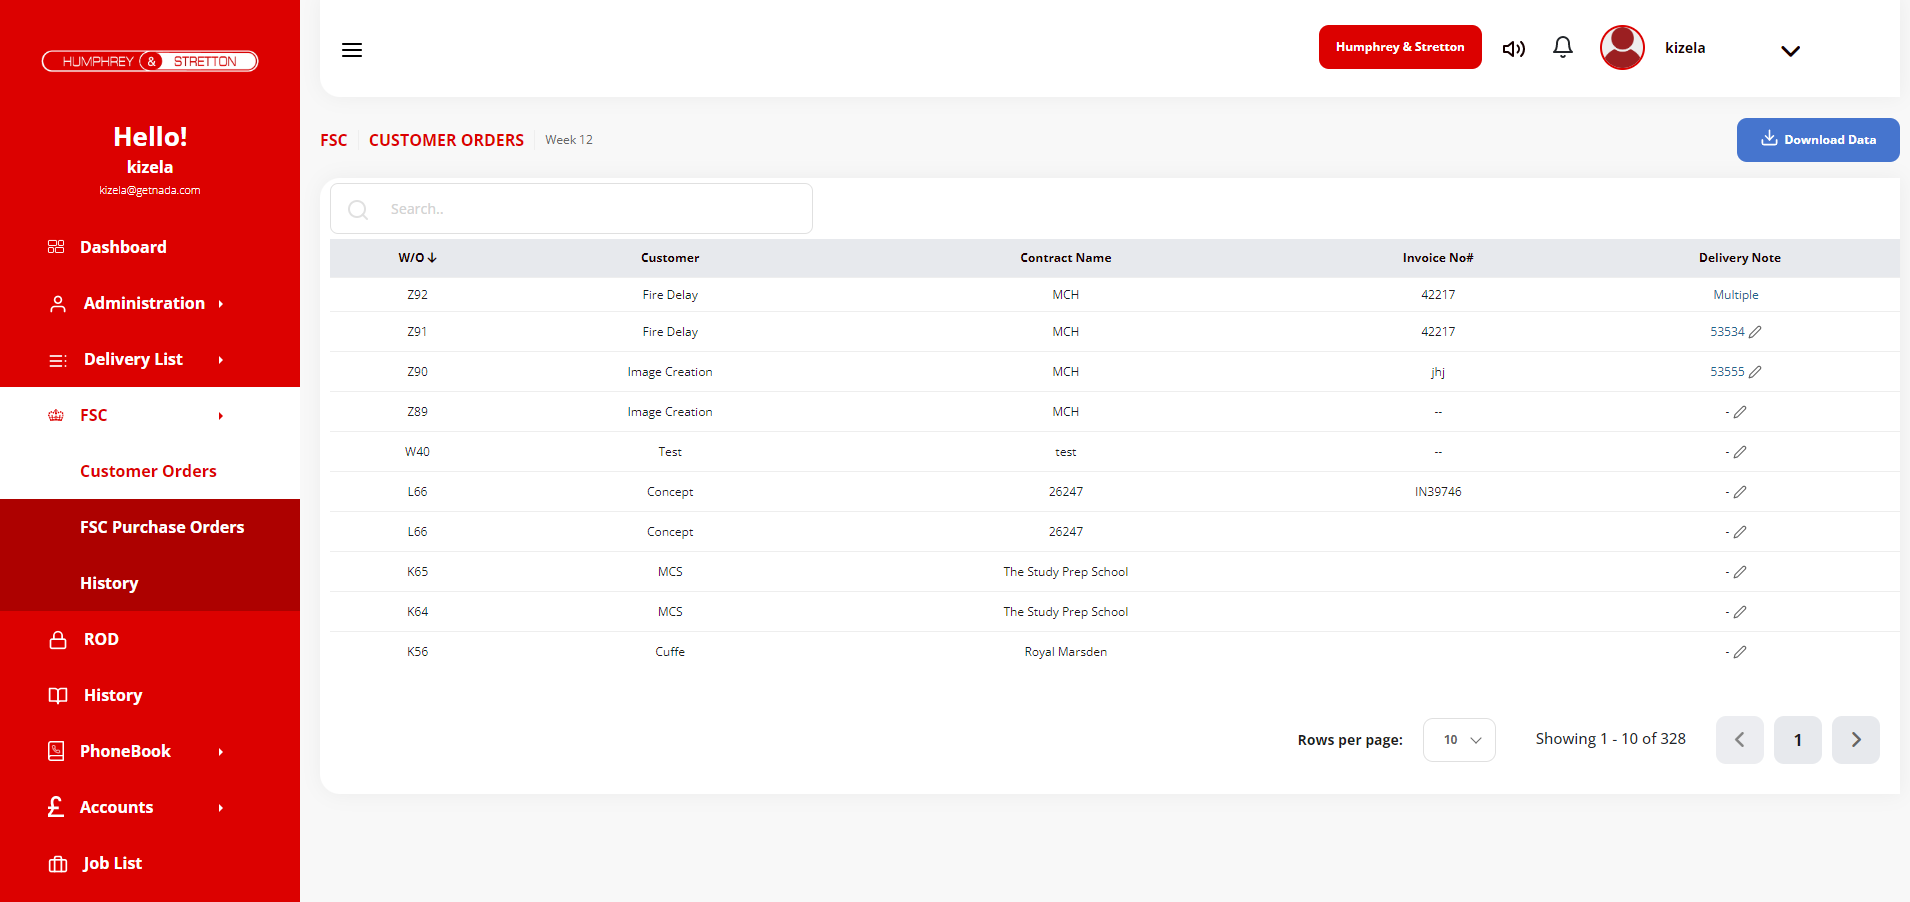 HUMPHREY & STRETTON
Hello!
kizela
kizela@getnada.com
Dashboard
Administration
Delivery List
FSC
Customer Orders
FSC Purchase Orders
History
ROD
History
PhoneBook
£ Accounts
Job List
Humphrey & Stretton
kizela
FSC CUSTOMER ORDERS Week 12
Download Data
Search..
W/O Customer Contract Name Invoice No# Delivery Note
Z92 Fire Delay MCH 42217 Multiple
Z91 Fire Delay MCH 42217 53534
Z90 Image Creation MCH jhj 53555
Z89 Image Creation MCH -- -
W40 Test test -- -
L66 Concept 26247 IN39746 -
L66 Concept 26247 -
K65 MCS The Study Prep School -
K64 MCS The Study Prep School -
K56 Cuffe Royal Marsden -
Rows per page: 10 Showing 1 - 10 of 328 1